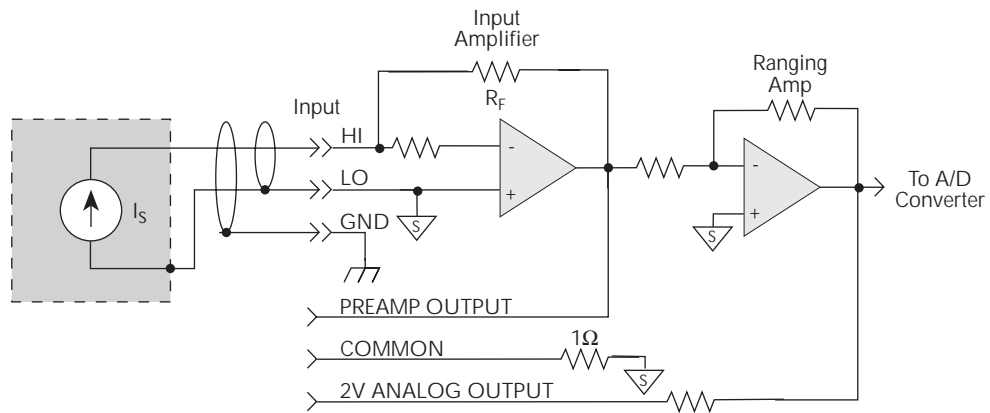 Input
Amplifier
Ranging
Amp
Input
R_F
HI
-
-
To A/D
Converter
LO
+
S
I_S
GND
+
S
PREAMP OUTPUT
1Ω
COMMON
S
2V ANALOG OUTPUT